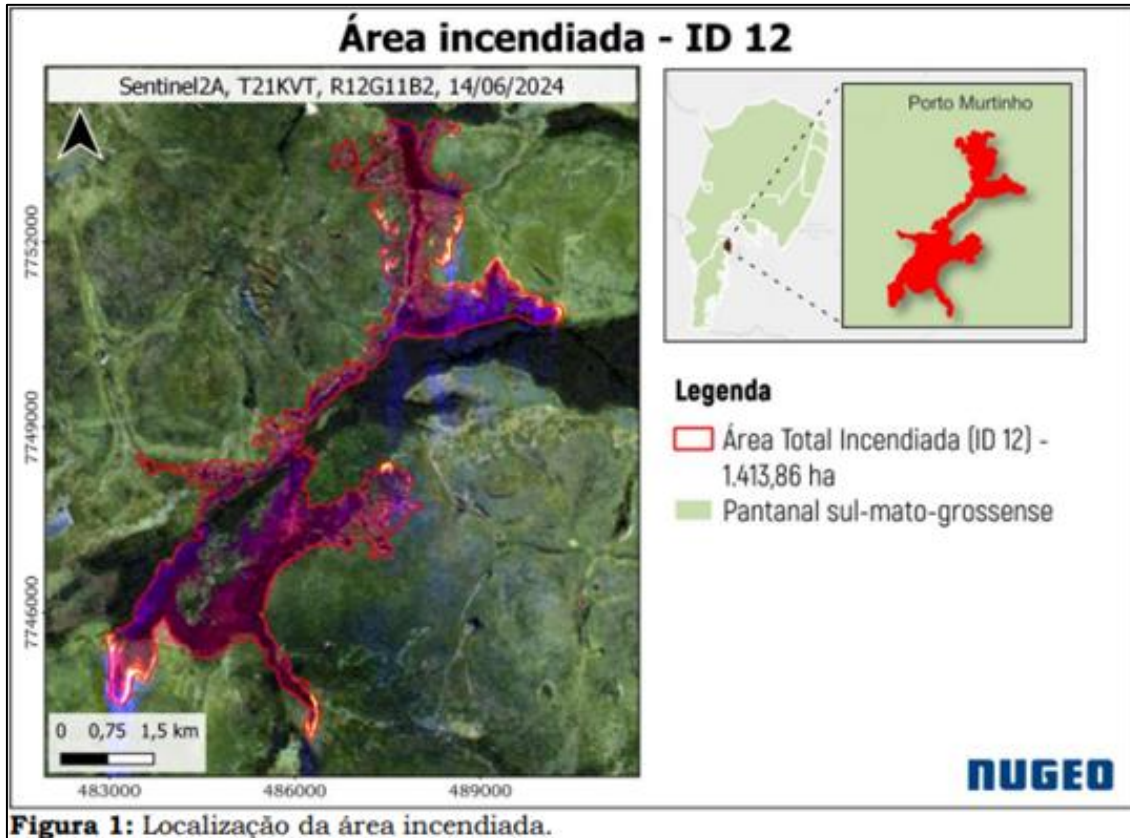 Área incendiada - ID 12
Sentinel2A, T21KVT, R12G11B2, 14/06/2024
Porto Murtinho
7752000
7749000
7746000
Legenda
Área Total Incendiada (ID 12) -
1.413,86 ha
Pantanal sul-mato-grossense
0 0,75 1,5 km
483000 486000 489000
NUGEO
Figura 1: Localização da área incendiada.